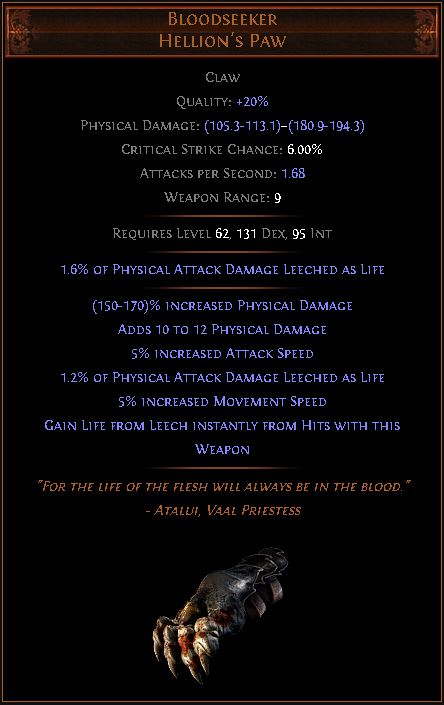 Bloodseeker
Hellion's Paw
Claw
Quality: +20%
Physical Damage: (105.3-113.1)–(180.9-194.3)
Critical Strike Chance: 6.00%
Attacks per Second: 1.68
Weapon Range: 9
Requires Level 62, 131 Dex, 95 Int
1.6% of Physical Attack Damage Leeched as Life
(150-170)% increased Physical Damage
Adds 10 to 12 Physical Damage
5% increased Attack Speed
1.2% of Physical Attack Damage Leeched as Life
5% increased Movement Speed
Gain Life from Leech instantly from Hits with this
Weapon
"For the life of the flesh will always be in the blood."
- Atalui, Vaal Priestess